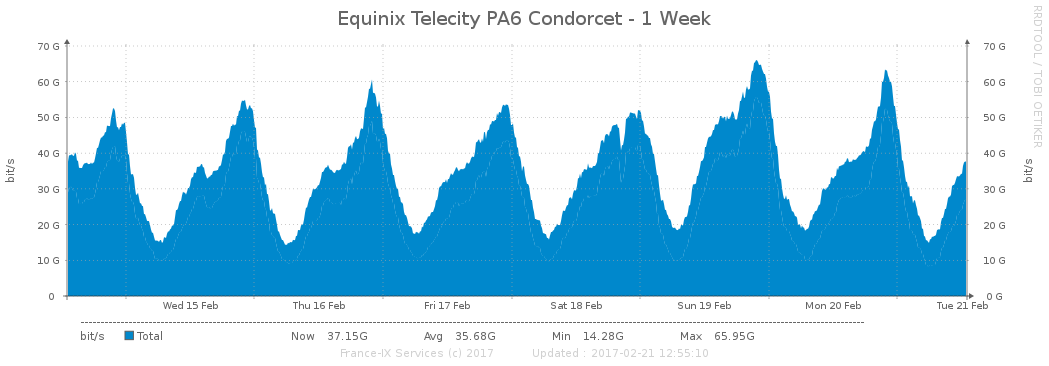 Equinix Telecity PA6 Condorcet - 1 Week
RRDTOOL / TOBI OETIKER
bit/s
70 G
60 G
50 G
40 G
30 G
20 G
10 G
0
70 G
60 G
50 G
40 G
30 G
20 G
10 G
0 G
bit/s
Wed 15 Feb Thu 16 Feb Fri 17 Feb Sat 18 Feb Sun 19 Feb Mon 20 Feb Tue 21 Feb
bit/s Total Now 37.15G Avg 35.68G Min 14.28G Max 65.95G
France-IX Services (c) 2017 Updated : 2017-02-21 12:55:10